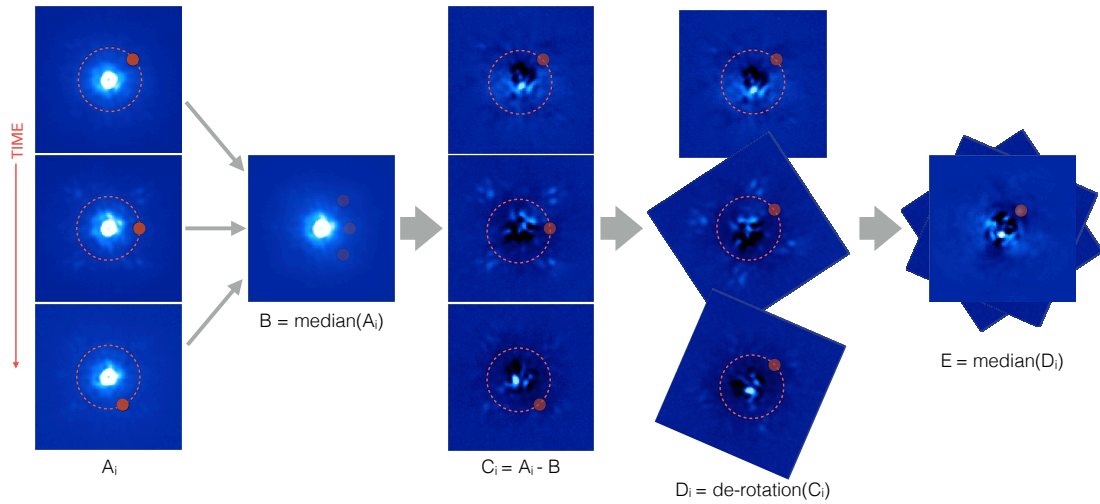 TIME
Aᵢ
B = median(Aᵢ)
Cᵢ = Aᵢ - B
Dᵢ = de-rotation(Cᵢ)
E = median(Dᵢ)